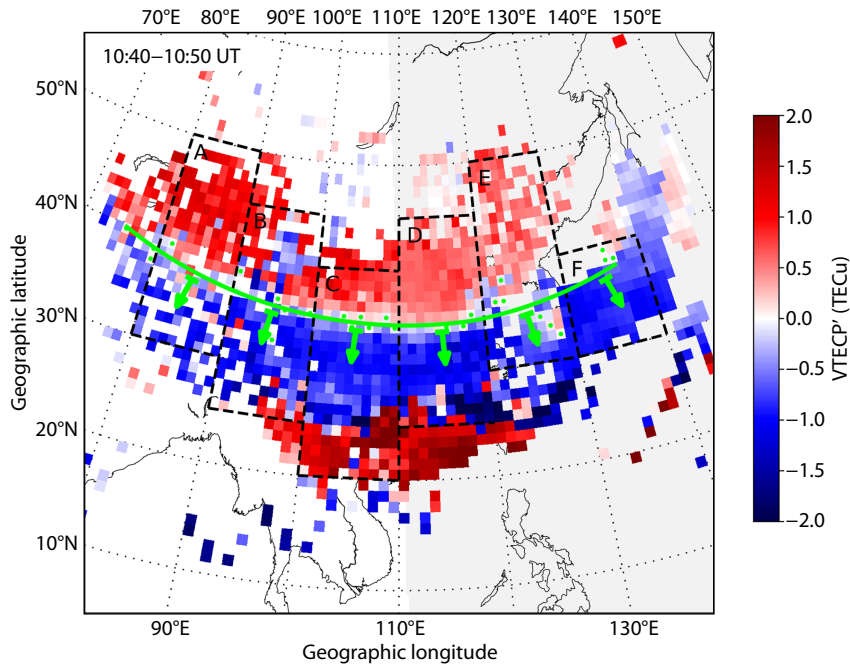 70°E 80°E 90°E 100°E 110°E 120°E 130°E 140°E 150°E
10:40−10:50 UT
50°N
40°N
30°N
20°N
10°N
Geographic latitude
A
B
C
D
E
F
90°E 110°E 130°E
Geographic longitude
2.0
1.5
1.0
0.5
0.0
−0.5
−1.0
−1.5
−2.0
VTECP' (TECu)